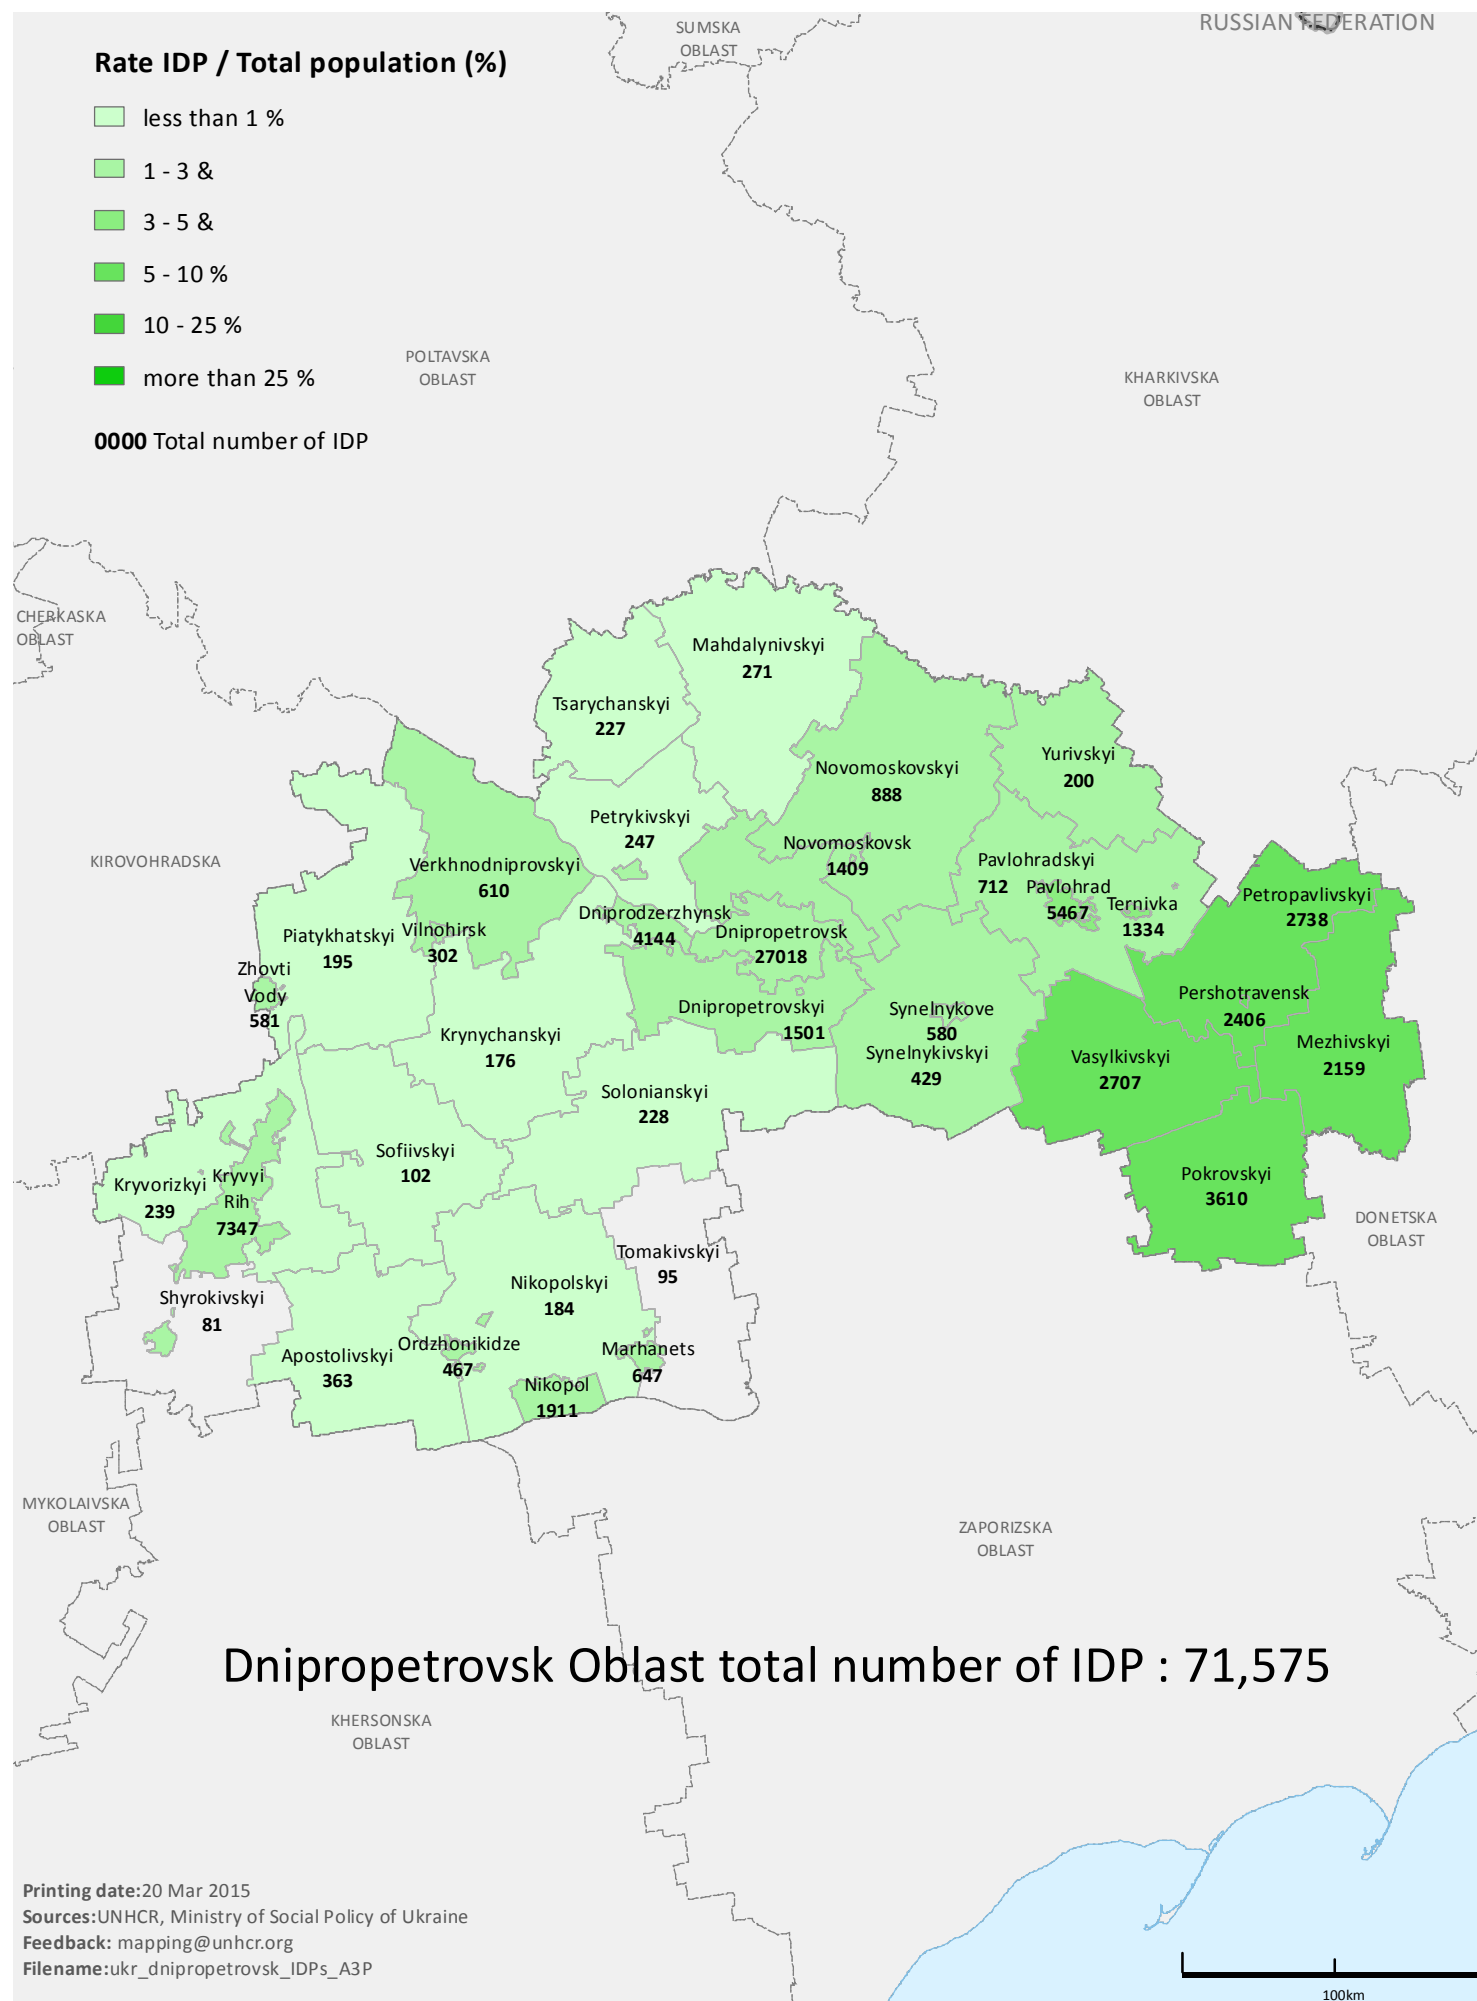 SUMSKA
OBLAST
RUSSIAN FEDERATION
Rate IDP / Total population (%)
less than 1 %
1 - 3 &
3 - 5 &
5 - 10 %
10 - 25 %
more than 25 %
0000 Total number of IDP
POLTAVSKA
OBLAST
KHARKIVSKA
OBLAST
CHERKASKA
OBLAST
KIROVOHRADSKA
Mahdalynivskyi
271
Tsarychanskyi
227
Yurivskyi
200
Novomoskovskyi
888
Petrykivskyi
247
Novomoskovsk
1409
Verkhnodniprovskyi
610
Pavlohradskyi
712
Pavlohrad
5467
Ternivka
1334
Petropavlivskyi
2738
Dniprodzerzhynsk
4144
Dnipropetrovsk
27018
Vilnohirsk
302
Piatykhatskyi
195
Zhovti
Vody
581
Pershotravensk
2406
Dnipropetrovskyi
1501
Synelnykove
580
Synelnykivskyi
429
Krynychanskyi
176
Mezhivskyi
2159
Vasylkivskyi
2707
Solonianskyi
228
Sofiivskyi
102
Kryvorizkyi
239
Kryvyi
Rih
7347
Pokrovskyi
3610
DONETSKA
OBLAST
Tomakivskyi
95
Nikopolskyi
184
Shyrokivskyi
81
Ordzhonikidze
467
Marhanets
647
Apostolivskyi
363
Nikopol
1911
MYKOLAIVSKA
OBLAST
ZAPORIZSKA
OBLAST
Dnipropetrovsk Oblast total number of IDP : 71,575
KHERSONSKA
OBLAST
Printing date:20 Mar 2015
Sources:UNHCR, Ministry of Social Policy of Ukraine
Feedback: mapping@unhcr.org
Filename:ukr_dnipropetrovsk_IDPs_A3P
100km